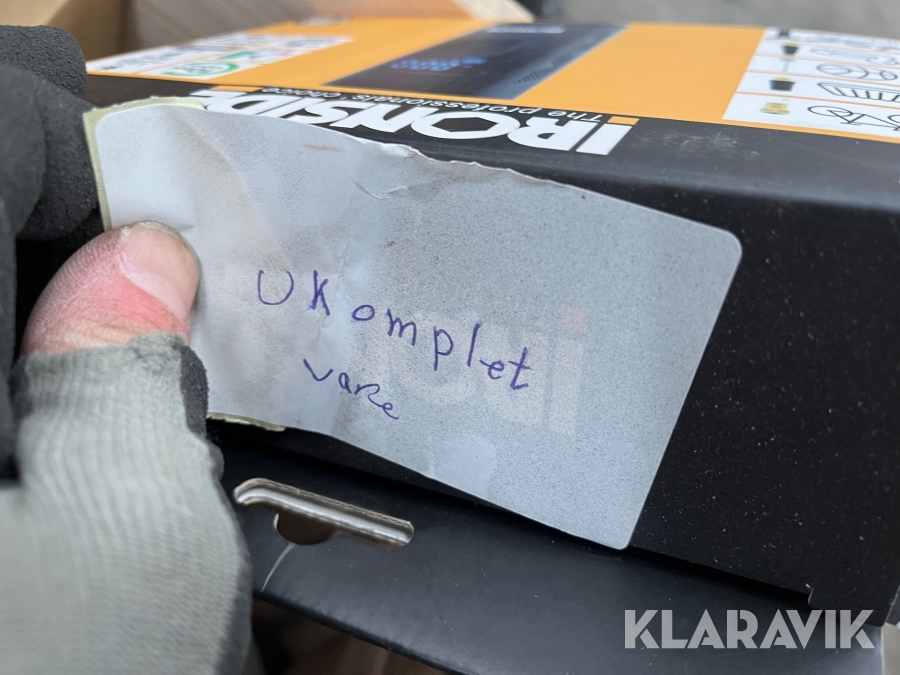 IRONSIDE
The professionals choice
UKomplet
vaRe
KLARAVIK